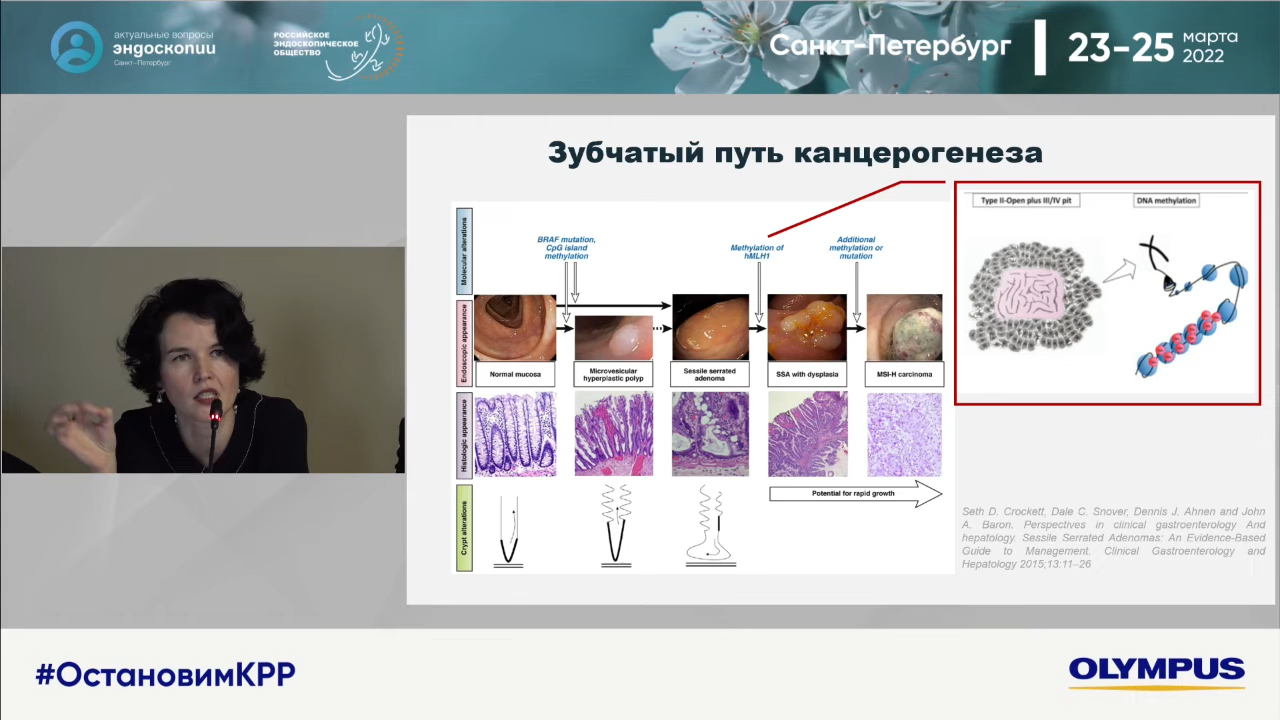 актуальные вопросы
эндоскопии
Санкт–Петербург
РОССИЙСКОЕ
ЭНДОСКОПИЧЕСКОЕ
ОБЩЕСТВО
Санкт–Петербург
23–25 марта
2022
Зубчатый путь канцерогенеза
Molecular alterations
BRAF mutation,
CpG island
methylation
Methylation of
hMLH1
Additional
methylation or
mutation
Type II-Open plus III/IV pit
DNA methylation
Endoscopic appearance
Normal mucosa
Microvesicular
hyperplastic polyp
Sessile serrated
adenoma
SSA with dysplasia
MSI-H carcinoma
Histologic appearance
Potential for rapid growth
Crypt alterations
Seth D. Crockett, Dale C. Snover, Dennis J. Ahnen and John
A. Baron. Perspectives in clinical gastroenterology And
hepatology. Sessile Serrated Adenomas: An Evidence-Based
Guide to Management. Clinical Gastroenterology and
Hepatology 2015;13:11–26
#ОстановимКРР
OLYMPUS